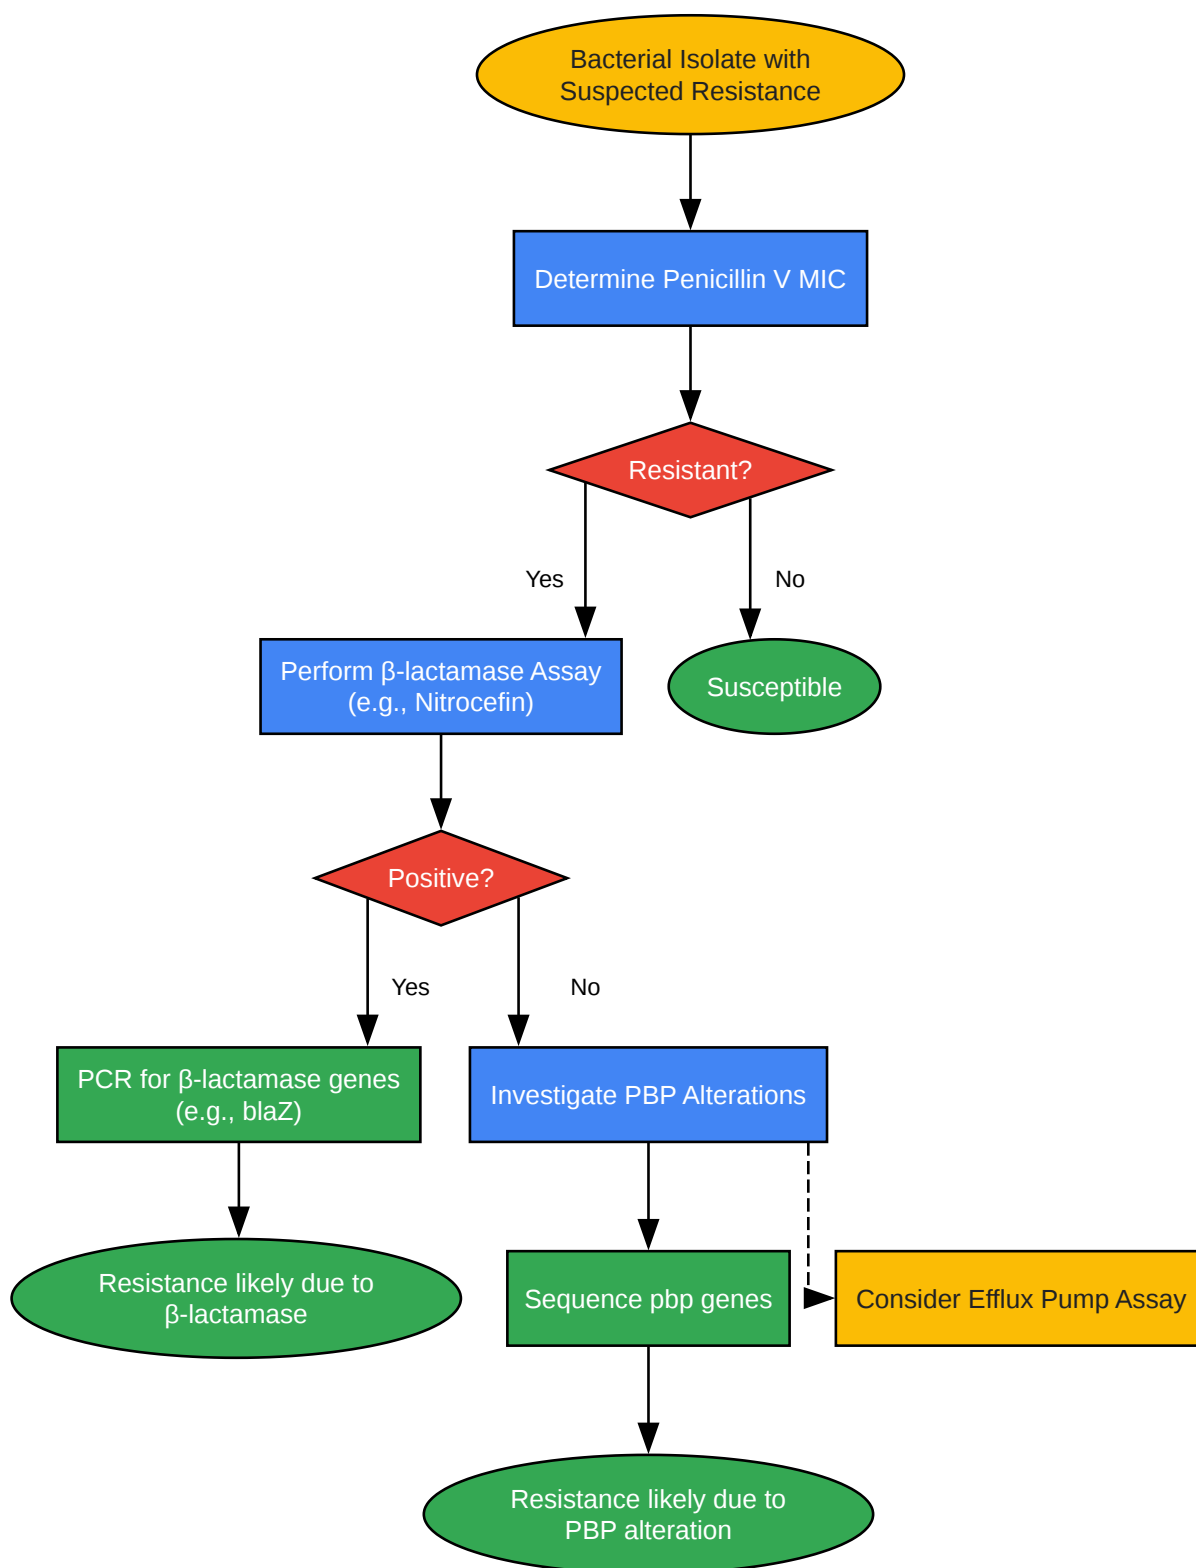 Bacterial Isolate with
Suspected Resistance
Determine Penicillin V MIC
Resistant?
Yes
No
Perform β-lactamase Assay
(e.g., Nitrocefin)
Susceptible
Positive?
Yes
No
PCR for β-lactamase genes
(e.g., blaZ)
Investigate PBP Alterations
Resistance likely due to
β-lactamase
Sequence pbp genes
Consider Efflux Pump Assay
Resistance likely due to
PBP alteration